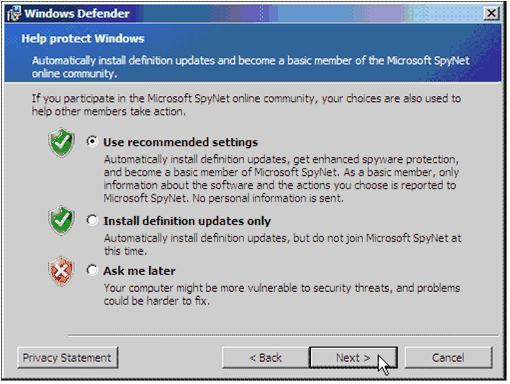 Windows Defender
Help protect Windows
Automatically install definition updates and become a basic member of the Microsoft SpyNet
online community.
If you participate in the Microsoft SpyNet online community, your choices are also used to
help other members take action.
Use recommended settings
Automatically install definition updates, get enhanced spyware protection,
and become a basic member of Microsoft SpyNet. As a basic member, only
information about the software and the actions you choose is reported to
Microsoft SpyNet. No personal information is sent.
Install definition updates only
Automatically install definition updates, but do not join Microsoft SpyNet at
this time.
Ask me later
Your computer might be more vulnerable to security threats, and problems
could be harder to fix.
Privacy Statement
< Back
Next >
Cancel